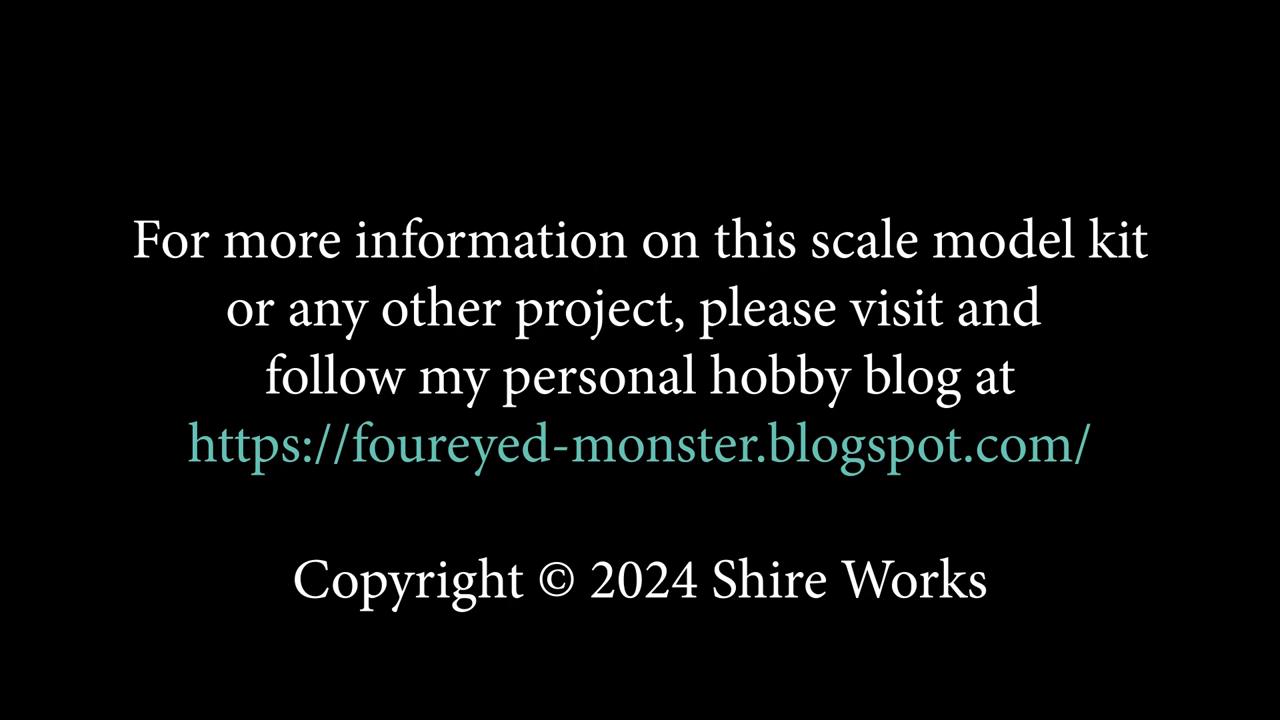 For more information on this scale model kit
or any other project, please visit and
follow my personal hobby blog at
https://foureyed-monster.blogspot.com/
Copyright © 2024 Shire Works